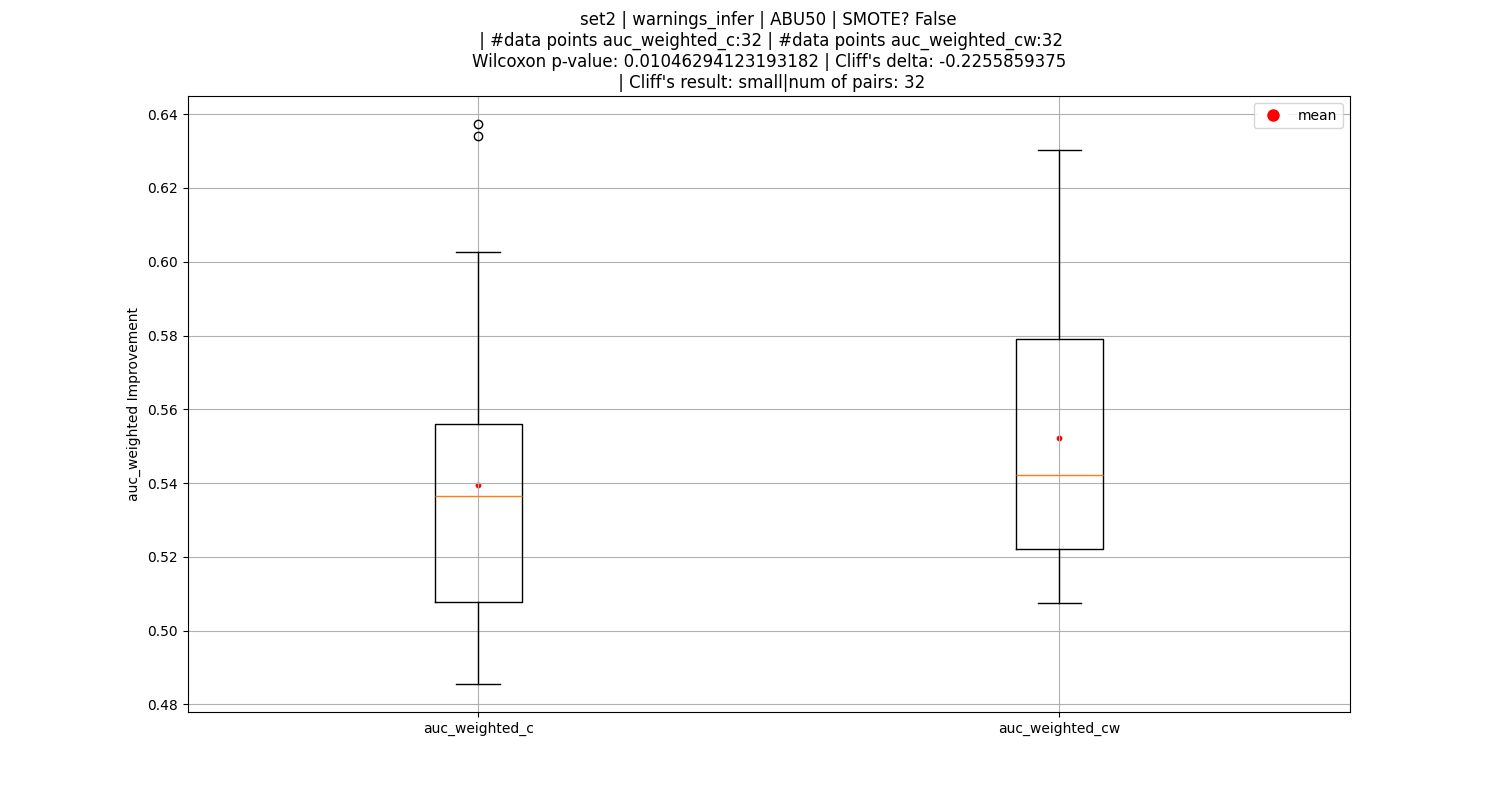 set2 | warnings_infer | ABU50 | SMOTE? False
| #data points auc_weighted_c:32 | #data points auc_weighted_cw:32
Wilcoxon p-value: 0.01046294123193182 | Cliff's delta: -0.2255859375
| Cliff's result: small|num of pairs: 32
mean
0.64
0.62
0.60
0.58
0.56
0.54
0.52
0.50
0.48
auc_weighted Improvement
auc_weighted_c
auc_weighted_cw